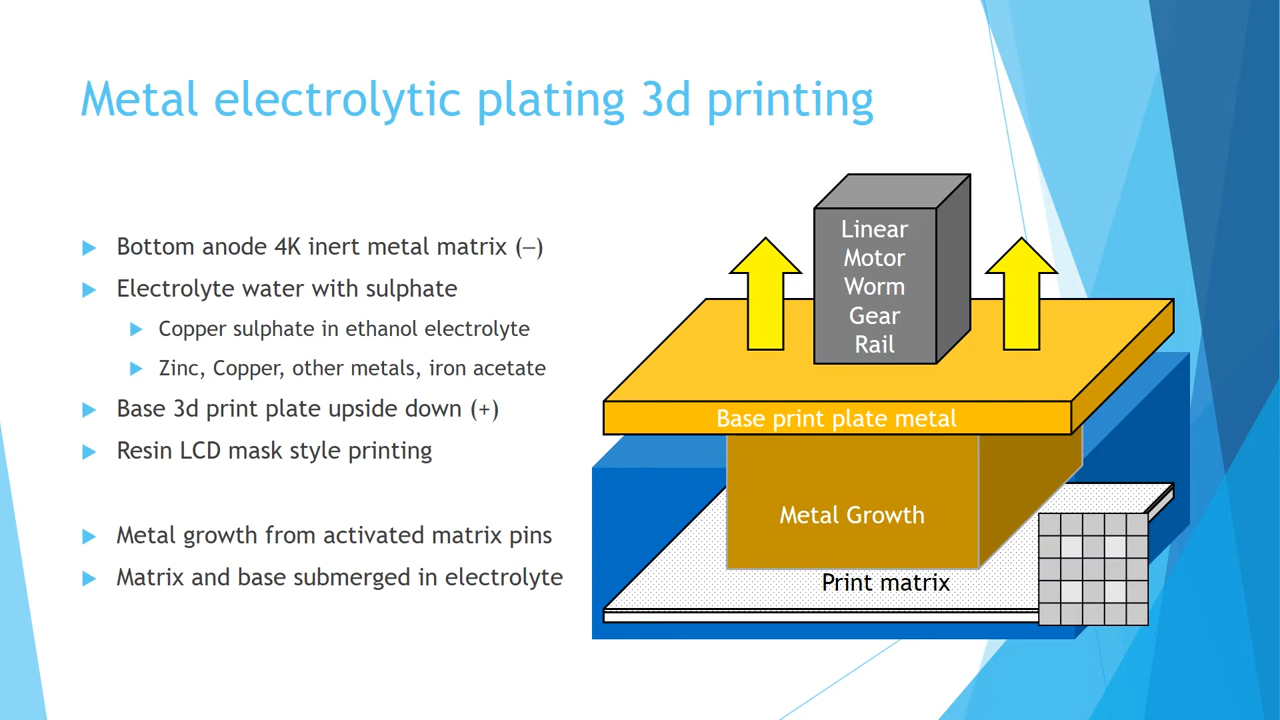 Metal electrolytic plating 3d printing
Bottom anode 4K inert metal matrix (−)
Electrolyte water with sulphate
Copper sulphate in ethanol electrolyte
Zinc, Copper, other metals, iron acetate
Base 3d print plate upside down (+)
Resin LCD mask style printing
Metal growth from activated matrix pins
Matrix and base submerged in electrolyte
Linear
Motor
Worm
Gear
Rail
Base print plate metal
Metal Growth
Print matrix